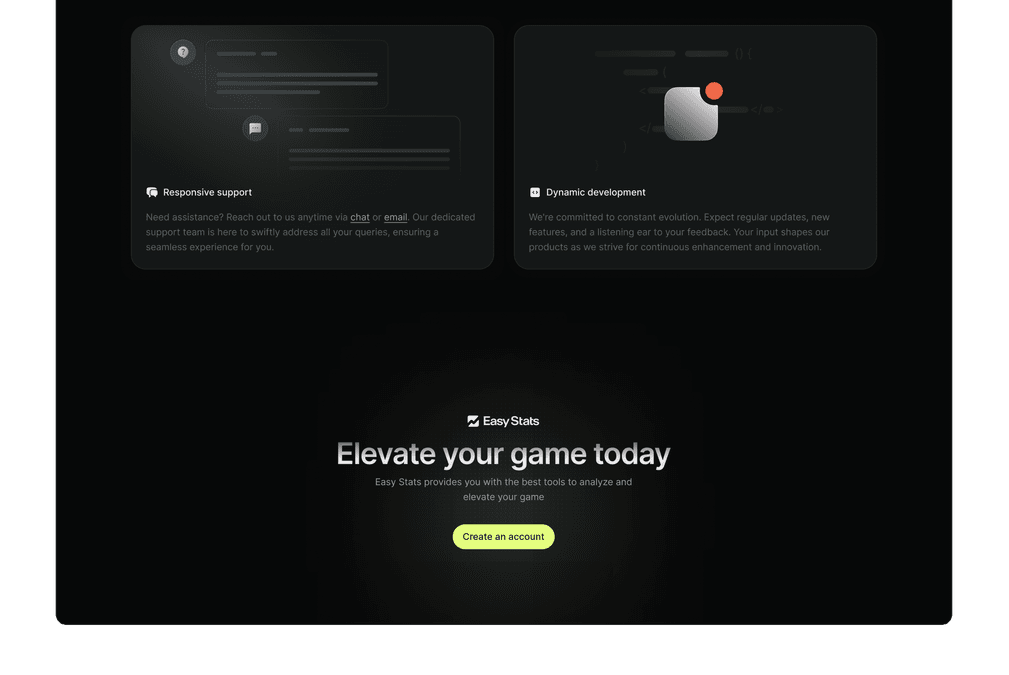 ?
() {
{
<
</ >
</
}
}
Responsive support
Need assistance? Reach out to us anytime via chat or email. Our dedicated
support team is here to swiftly address all your queries, ensuring a
seamless experience for you.
Dynamic development
We're committed to constant evolution. Expect regular updates, new
features, and a listening ear to your feedback. Your input shapes our
products as we strive for continuous enhancement and innovation.
Easy Stats
Elevate your game today
Easy Stats provides you with the best tools to analyze and
elevate your game
Create an account